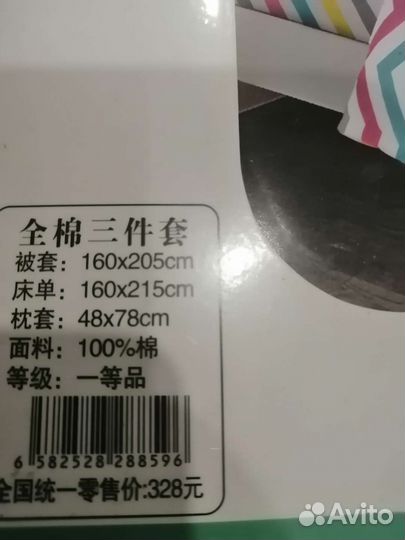 全棉三件套
被套：160x205cm
床单：160x215cm
枕套：48x78cm
面料：100%棉
等级：一等品
6 582528 288596
全国统一零售价:328元
Avito